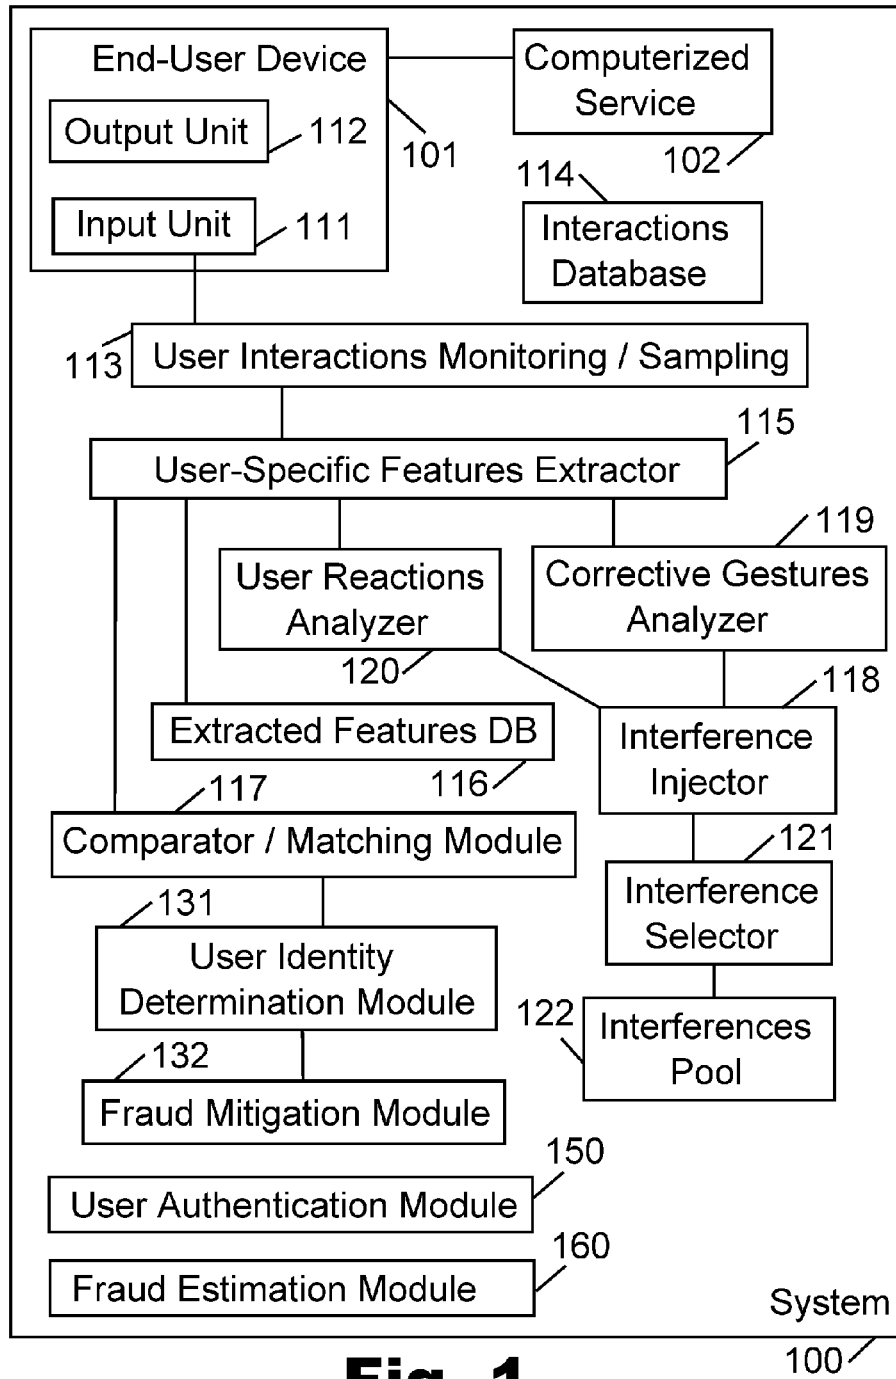 End-User Device
Computerized
Service
Output Unit
112
101
102
114
Input Unit
111
Interactions
Database
113
User Interactions Monitoring / Sampling
115
User-Specific Features Extractor
119
User Reactions
Analyzer
Corrective Gestures
Analyzer
120
118
Extracted Features DB
Interference
Injector
116
117
Comparator / Matching Module
121
131
Interference
Selector
User Identity
Determination Module
122
Interferences
Pool
132
Fraud Mitigation Module
150
User Authentication Module
160
Fraud Estimation Module
System
100
Fig. 1